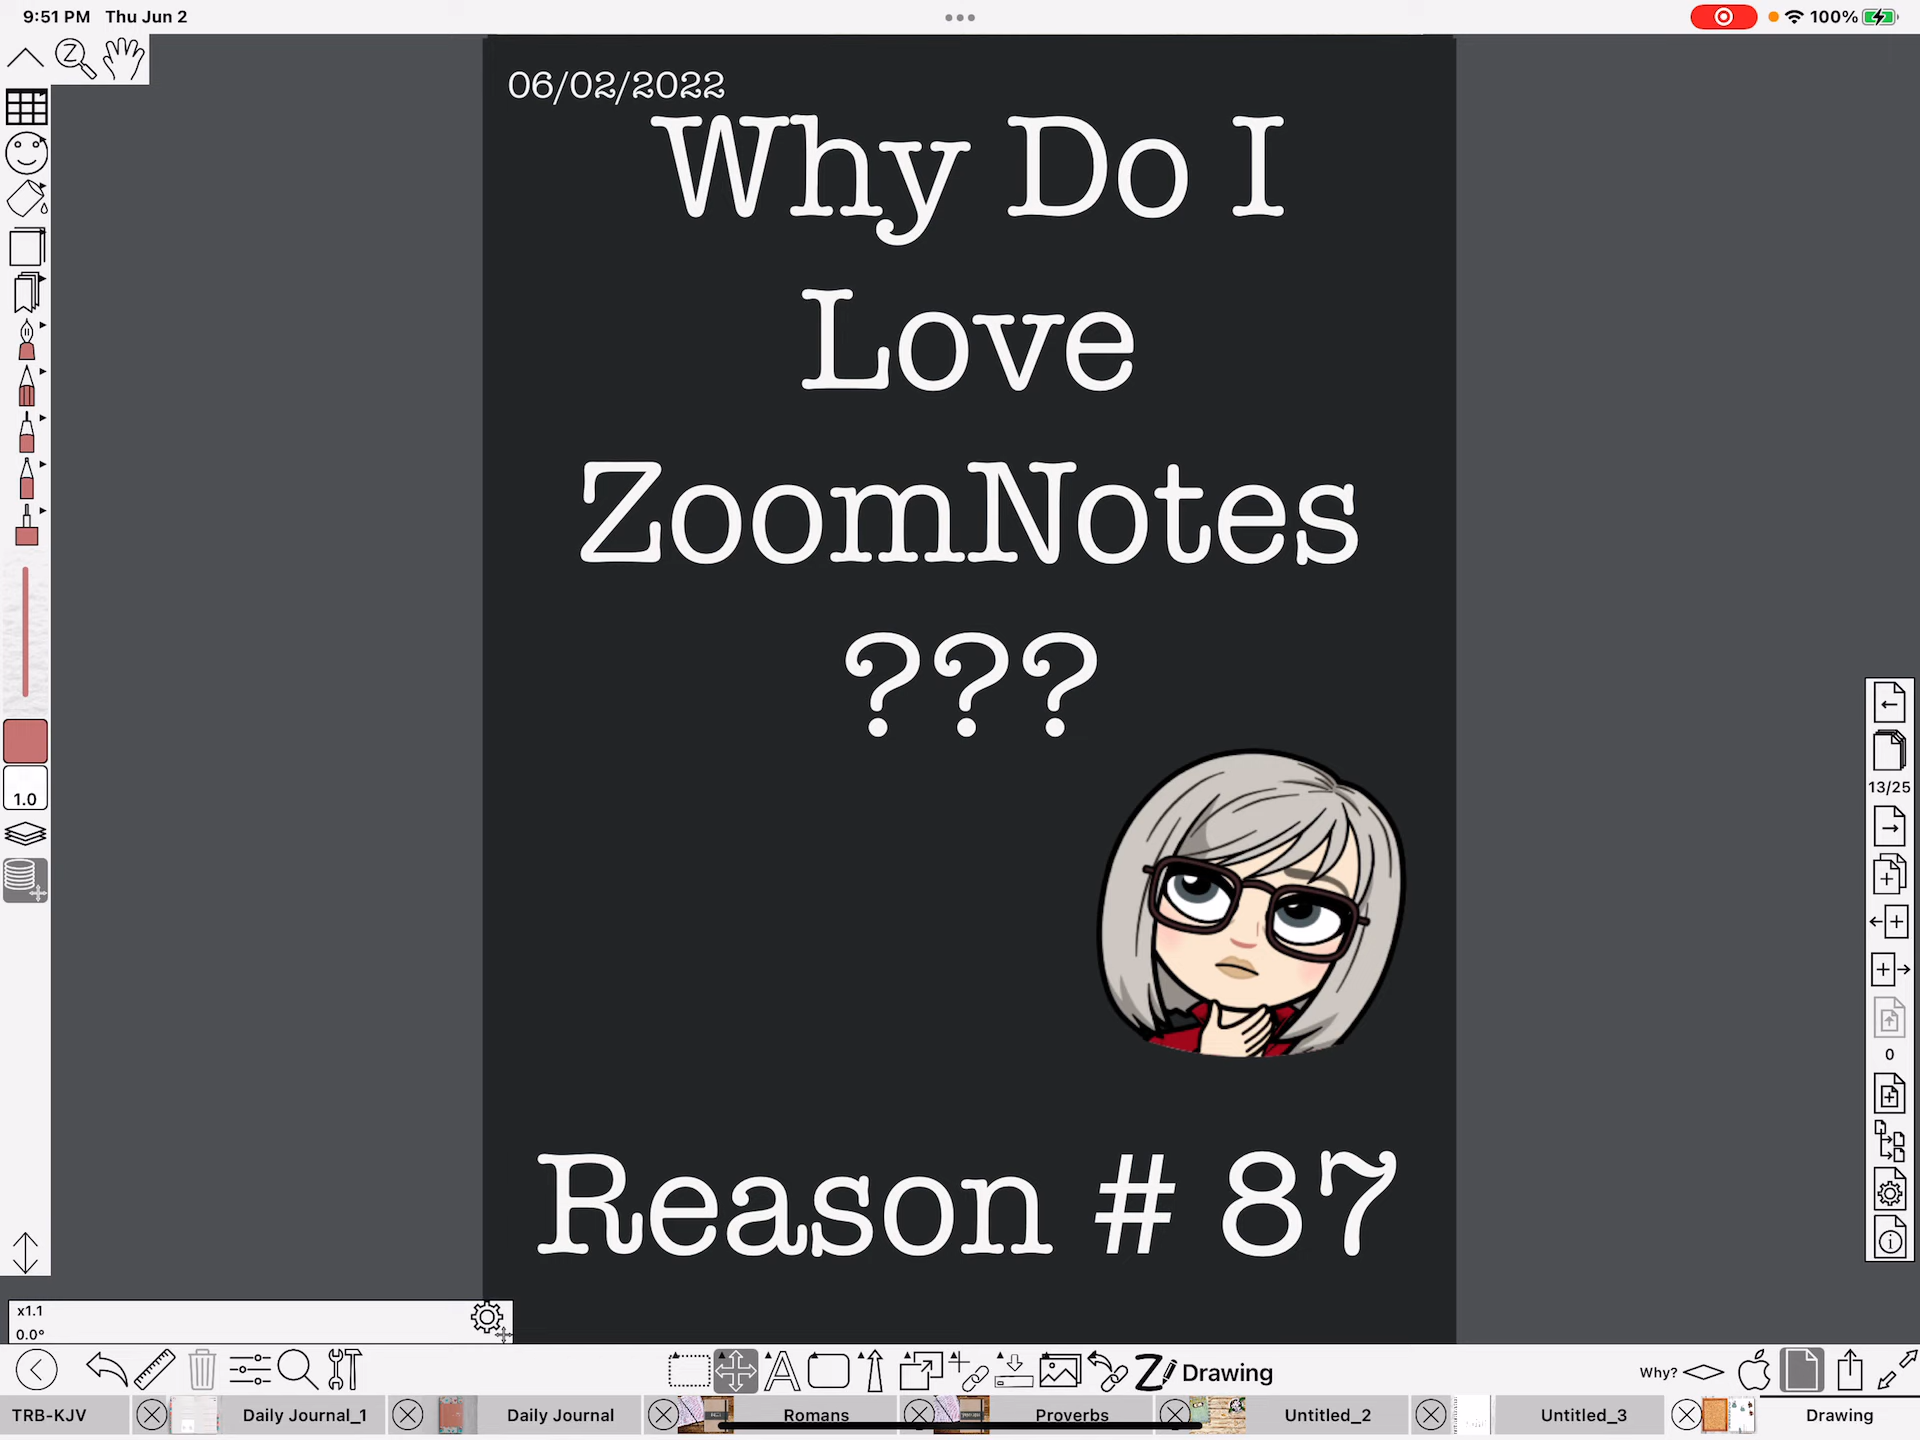 9:51 PM Thu Jun 2
100%
Z
06/02/2022
Why Do I
Love
ZoomNotes
???
1.0
13/25
0
Reason # 87
x1.1
0.0°
A
Z Drawing
Why?
TRB-KJV
Daily Journal_1
Daily Journal
Romans
Proverbs
Untitled_2
Untitled_3
Drawing